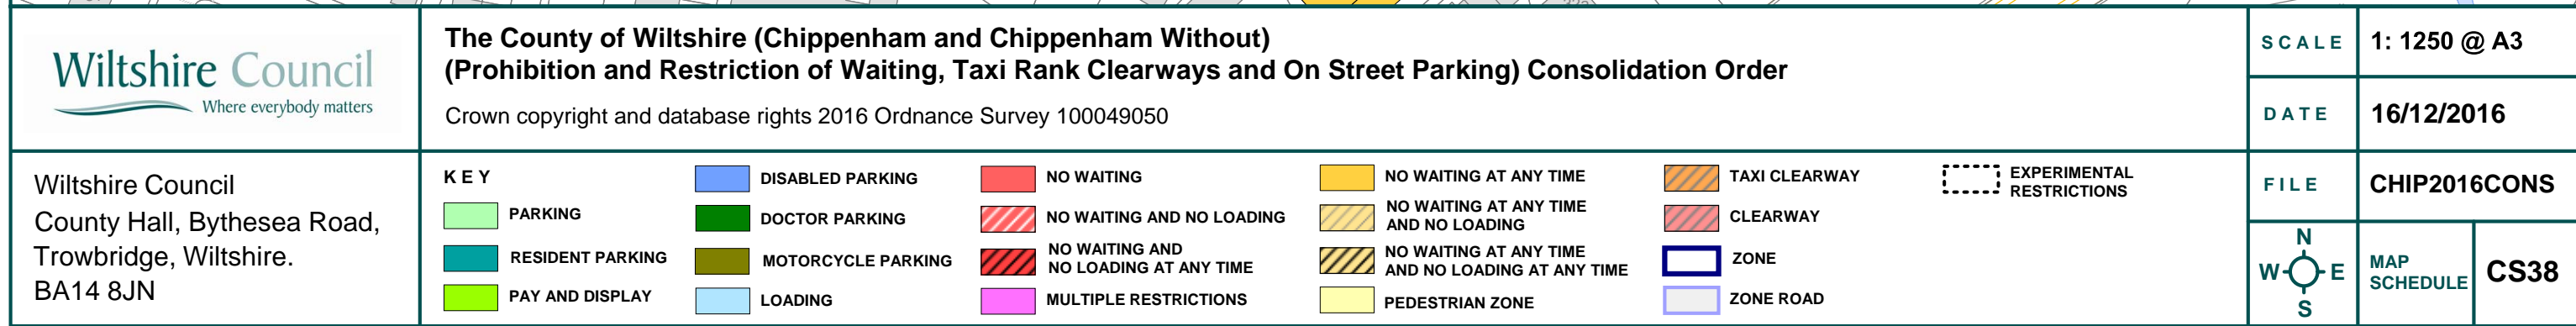 Wiltshire Council
Where everybody matters
The County of Wiltshire (Chippenham and Chippenham Without)
(Prohibition and Restriction of Waiting, Taxi Rank Clearways and On Street Parking) Consolidation Order
Crown copyright and database rights 2016 Ordnance Survey 100049050
SCALE 1: 1250 @ A3
DATE 16/12/2016
Wiltshire Council
County Hall, Bythesea Road,
Trowbridge, Wiltshire.
BA14 8JN
KEY
PARKING
RESIDENT PARKING
PAY AND DISPLAY
DISABLED PARKING
DOCTOR PARKING
MOTORCYCLE PARKING
LOADING
NO WAITING
NO WAITING AND NO LOADING
NO WAITING AND
NO LOADING AT ANY TIME
MULTIPLE RESTRICTIONS
NO WAITING AT ANY TIME
NO WAITING AT ANY TIME
AND NO LOADING
NO WAITING AT ANY TIME
AND NO LOADING AT ANY TIME
PEDESTRIAN ZONE
TAXI CLEARWAY
CLEARWAY
ZONE
ZONE ROAD
EXPERIMENTAL
RESTRICTIONS
FILE CHIP2016CONS
N
W E
S
MAP
SCHEDULE
CS38